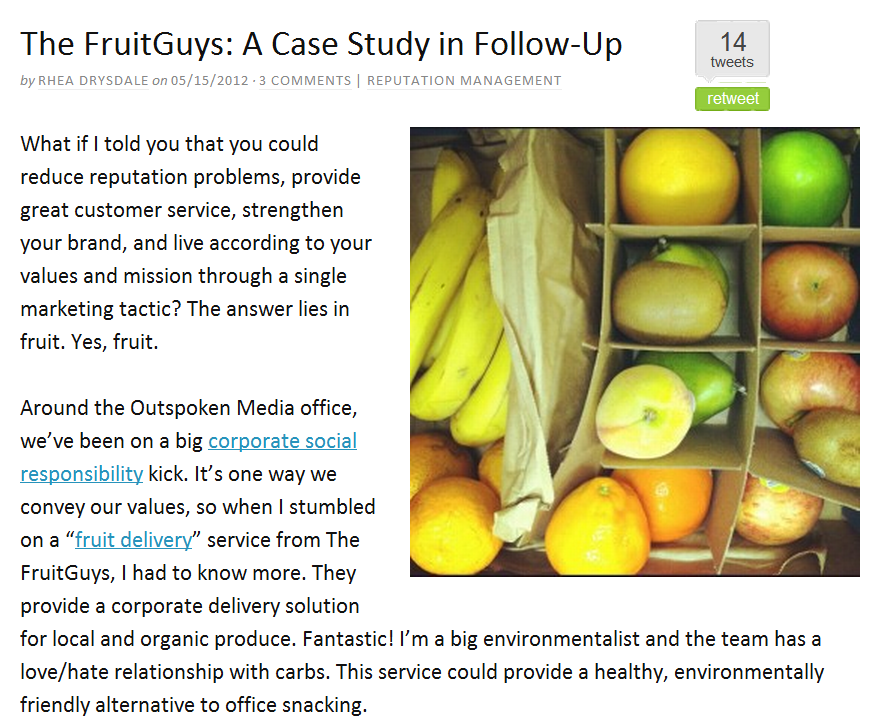 The FruitGuys: A Case Study in Follow-Up
14
tweets
retweet
by RHEA DRYSDALE on 05/15/2012 · 3 COMMENTS | REPUTATION MANAGEMENT
What if I told you that you could
reduce reputation problems, provide
great customer service, strengthen
your brand, and live according to your
values and mission through a single
marketing tactic? The answer lies in
fruit. Yes, fruit.
Around the Outspoken Media office,
we’ve been on a big corporate social
responsibility kick. It’s one way we
convey our values, so when I stumbled
on a “fruit delivery” service from The
FruitGuys, I had to know more. They
provide a corporate delivery solution
for local and organic produce. Fantastic! I’m a big environmentalist and the team has a
love/hate relationship with carbs. This service could provide a healthy, environmentally
friendly alternative to office snacking.